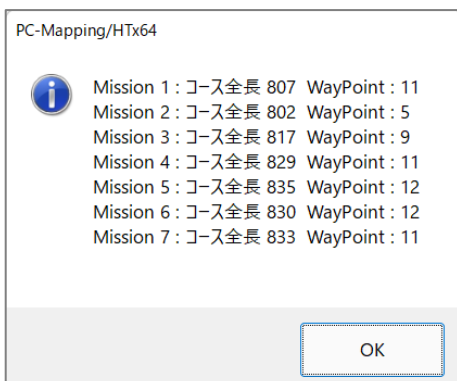 PC-Mapping/HTx64
Mission 1 : コース全長 807 WayPoint : 11
Mission 2 : コース全長 802 WayPoint : 5
Mission 3 : コース全長 817 WayPoint : 9
Mission 4 : コース全長 829 WayPoint : 11
Mission 5 : コース全長 835 WayPoint : 12
Mission 6 : コース全長 830 WayPoint : 12
Mission 7 : コース全長 833 WayPoint : 11
OK